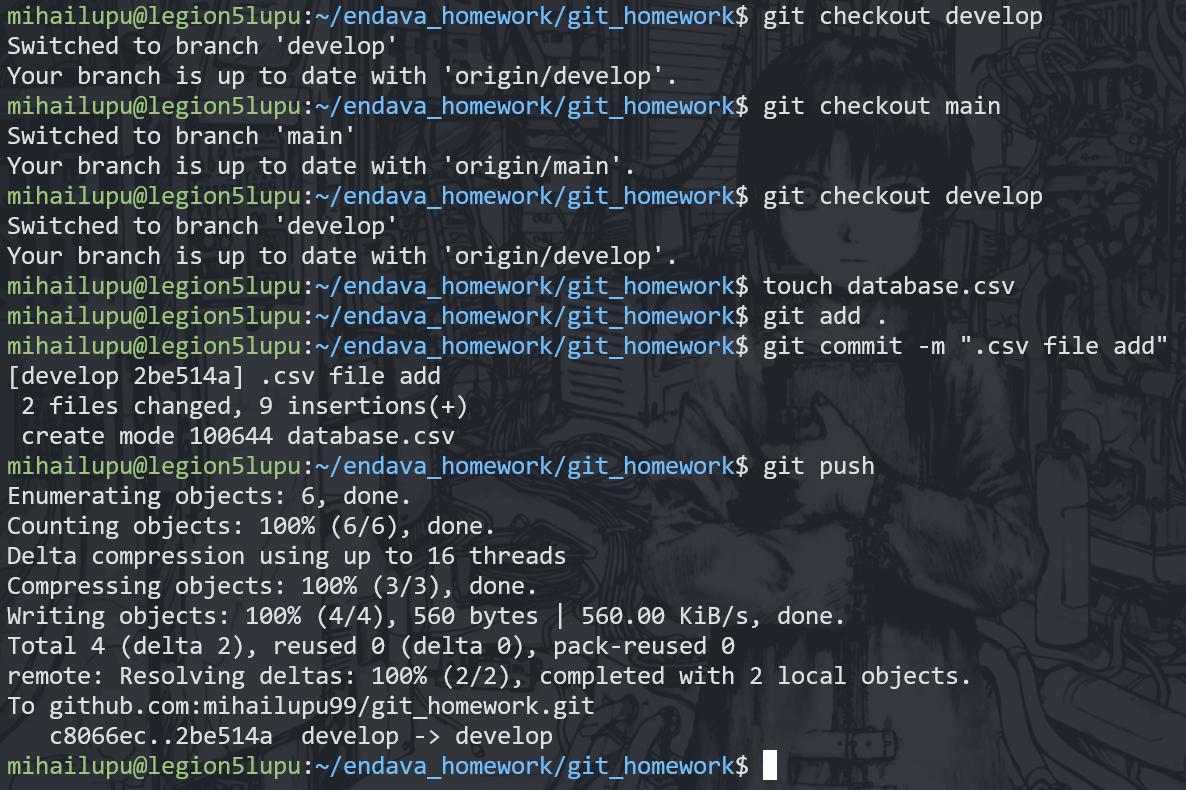 mihailupu@legion5lupu:~/endava_homework/git_homework$ git checkout develop
Switched to branch 'develop'
Your branch is up to date with 'origin/develop'.
mihailupu@legion5lupu:~/endava_homework/git_homework$ git checkout main
Switched to branch 'main'
Your branch is up to date with 'origin/main'.
mihailupu@legion5lupu:~/endava_homework/git_homework$ git checkout develop
Switched to branch 'develop'
Your branch is up to date with 'origin/develop'.
mihailupu@legion5lupu:~/endava_homework/git_homework$ touch database.csv
mihailupu@legion5lupu:~/endava_homework/git_homework$ git add .
mihailupu@legion5lupu:~/endava_homework/git_homework$ git commit -m ".csv file add"
[develop 2be514a] .csv file add
 2 files changed, 9 insertions(+)
 create mode 100644 database.csv
mihailupu@legion5lupu:~/endava_homework/git_homework$ git push
Enumerating objects: 6, done.
Counting objects: 100% (6/6), done.
Delta compression using up to 16 threads
Compressing objects: 100% (3/3), done.
Writing objects: 100% (4/4), 560 bytes | 560.00 KiB/s, done.
Total 4 (delta 2), reused 0 (delta 0), pack-reused 0
remote: Resolving deltas: 100% (2/2), completed with 2 local objects.
To github.com:mihailupu99/git_homework.git
   c8066ec..2be514a  develop -> develop
mihailupu@legion5lupu:~/endava_homework/git_homework$